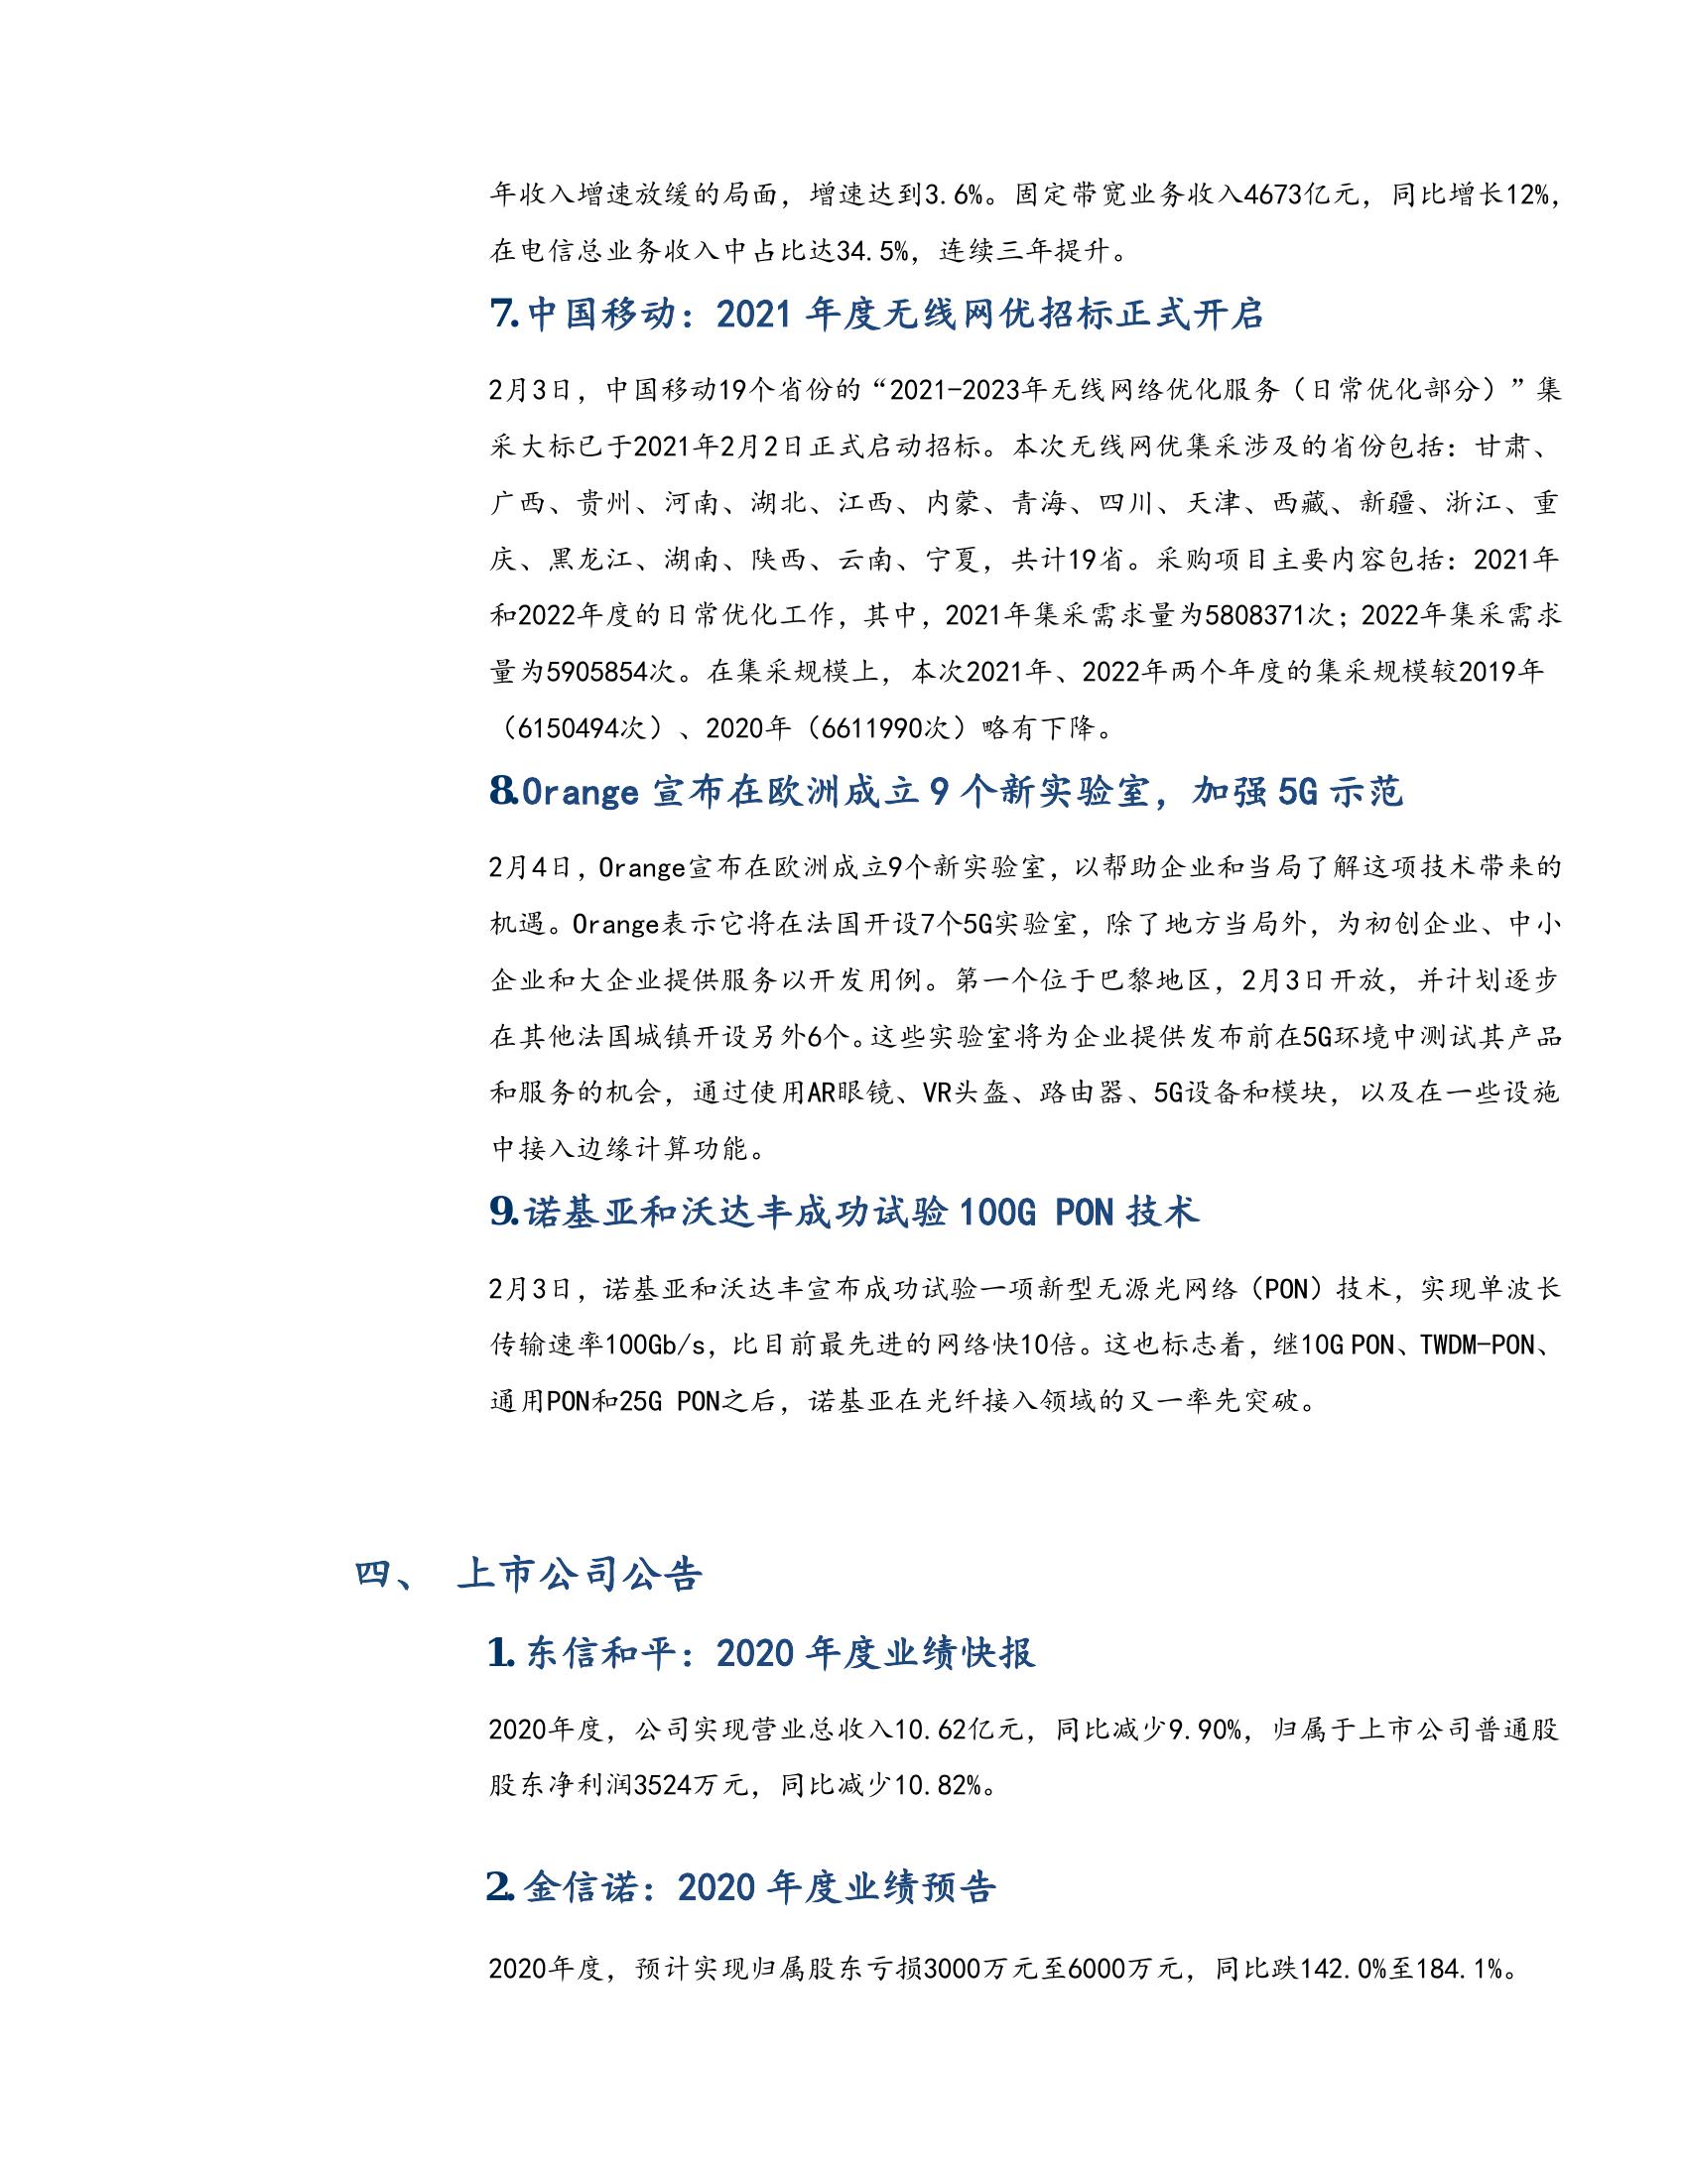 年收入增速放缓的局面，增速达到3.6%。固定带宽业务收入4673亿元，同比增长12%，
在电信总业务收入中占比达34.5%，连续三年提升。
7.中国移动：2021 年度无线网优招标正式开启
2月3日，中国移动19个省份的“2021-2023年无线网络优化服务（日常优化部分）”集
采大标已于2021年2月2日正式启动招标。本次无线网优集采涉及的省份包括：甘肃、
广西、贵州、河南、湖北、江西、内蒙、青海、四川、天津、西藏、新疆、浙江、重
庆、黑龙江、湖南、陕西、云南、宁夏，共计19省。采购项目主要内容包括：2021年
和2022年度的日常优化工作，其中，2021年集采需求量为5808371次；2022年集采需求
量为5905854次。在集采规模上，本次2021年、2022年两个年度的集采规模较2019年
（6150494次）、2020年（6611990次）略有下降。
8.Orange 宣布在欧洲成立 9 个新实验室，加强 5G 示范
2月4日，Orange宣布在欧洲成立9个新实验室，以帮助企业和当局了解这项技术带来的
机遇。Orange表示它将在法国开设7个5G实验室，除了地方当局外，为初创企业、中小
企业和大企业提供服务以开发用例。第一个位于巴黎地区，2月3日开放，并计划逐步
在其他法国城镇开设另外6个。这些实验室将为企业提供发布前在5G环境中测试其产品
和服务的机会，通过使用AR眼镜、VR头盔、路由器、5G设备和模块，以及在一些设施
中接入边缘计算功能。
9.诺基亚和沃达丰成功试验 100G PON 技术
2月3日，诺基亚和沃达丰宣布成功试验一项新型无源光网络（PON）技术，实现单波长
传输速率100Gb/s，比目前最先进的网络快10倍。这也标志着，继10G PON、TWDM-PON、
通用PON和25G PON之后，诺基亚在光纤接入领域的又一率先突破。
四、 上市公司公告
1.东信和平：2020 年度业绩快报
2020年度，公司实现营业总收入10.62亿元，同比减少9.90%，归属于上市公司普通股
股东净利润3524万元，同比减少10.82%。
2.金信诺：2020 年度业绩预告
2020年度，预计实现归属股东亏损3000万元至6000万元，同比跌142.0%至184.1%。